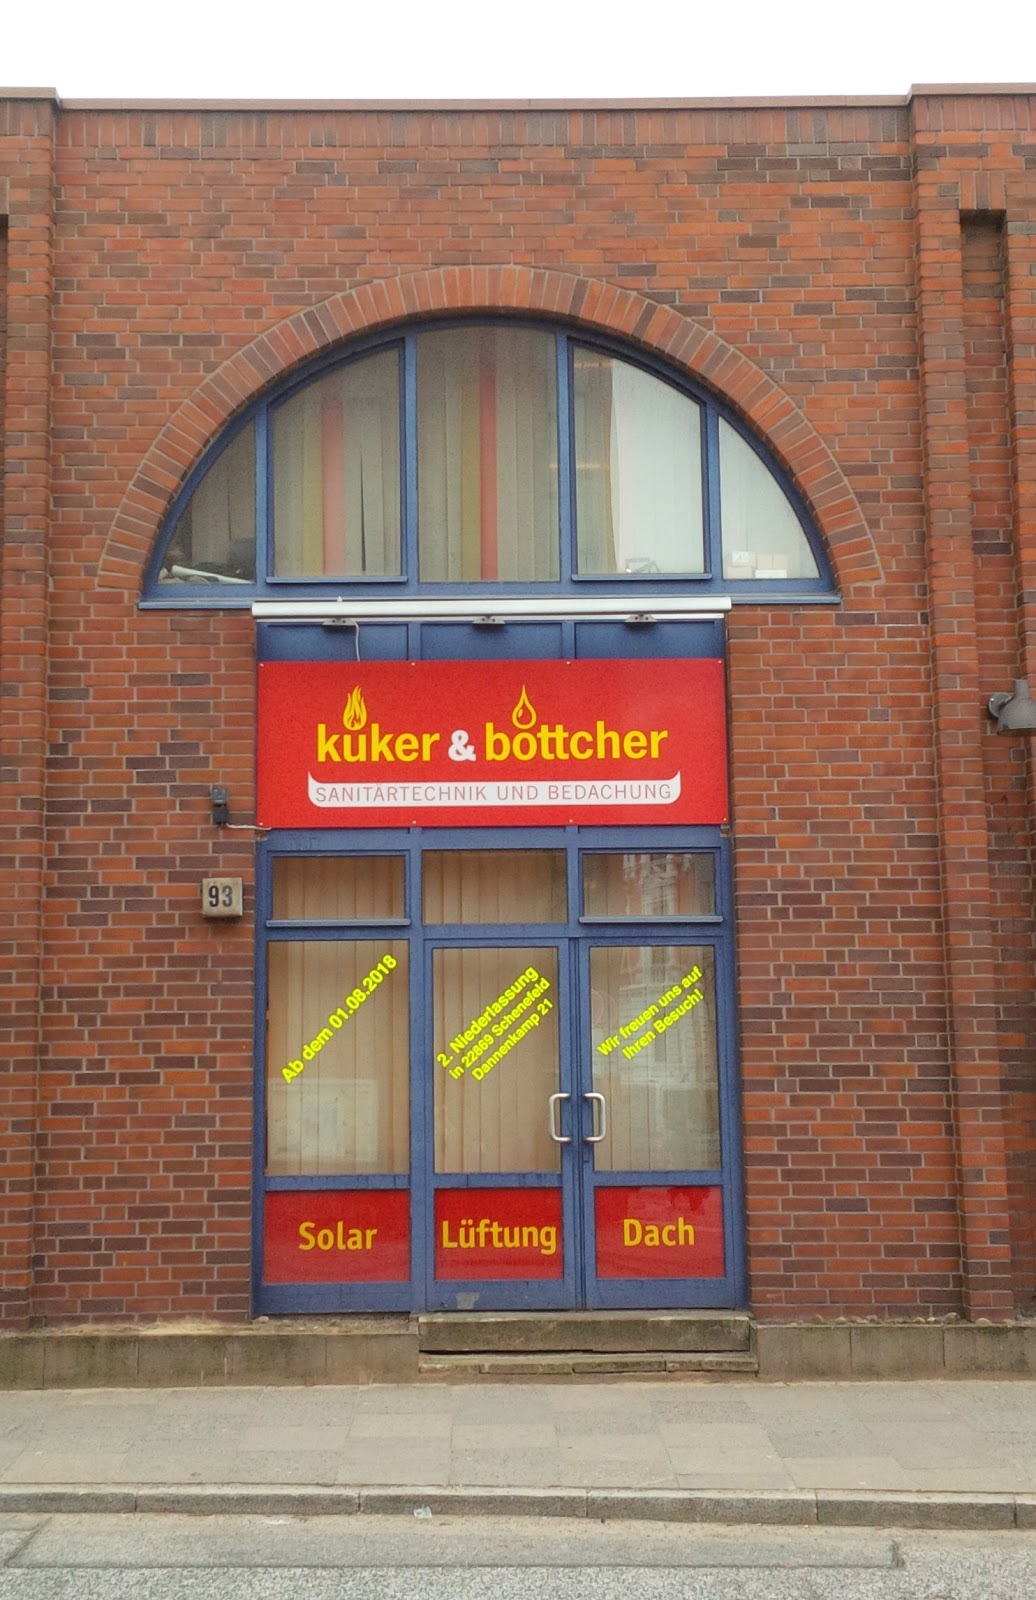 küker & böttcher
SANITÄRTECHNIK UND BEDACHUNG
93
Ab dem 01.08.2018
2. Niederlassung
in 22869 Schenefeld
Dannenkamp 21
Wir freuen uns auf
Ihren Besuch!
Solar
Lüftung
Dach